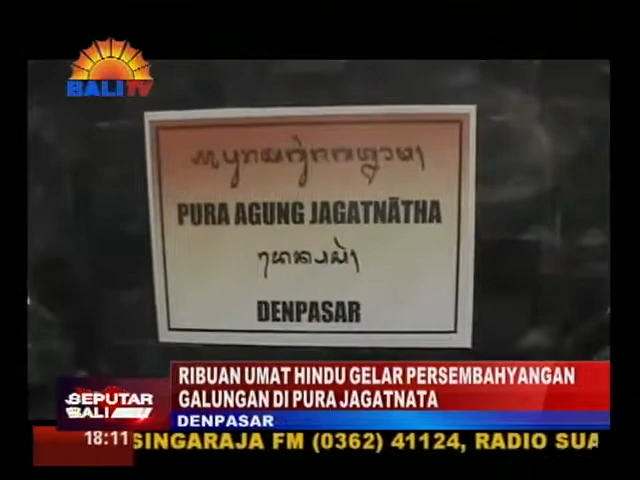 BALI TV
PURA AGUNG JAGATNĀTHA
DENPASAR
RIBUAN UMAT HINDU GELAR PERSEMBAHYANGAN
GALUNGAN DI PURA JAGATNATA
SEPUTAR
BALI
DENPASAR
18:11
SINGARAJA FM (0362) 41124, RADIO SUA